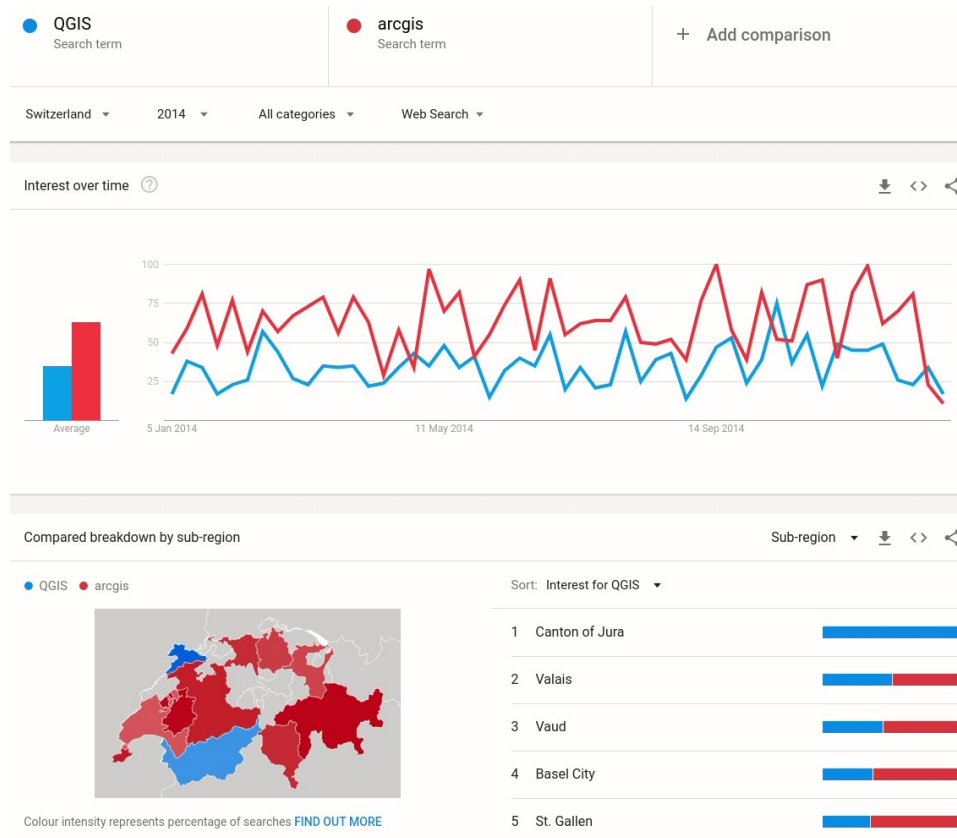 QGIS
Search term
arcgis
Search term
+ Add comparison
Switzerland
2014
All categories
Web Search
Interest over time ?
100
75
50
25
Average
5 Jan 2014
11 May 2014
14 Sep 2014
Compared breakdown by sub-region
Sub-region
QGIS arcgis
Sort: Interest for QGIS
1 Canton of Jura
2 Valais
3 Vaud
4 Basel City
5 St. Gallen
Colour intensity represents percentage of searches FIND OUT MORE